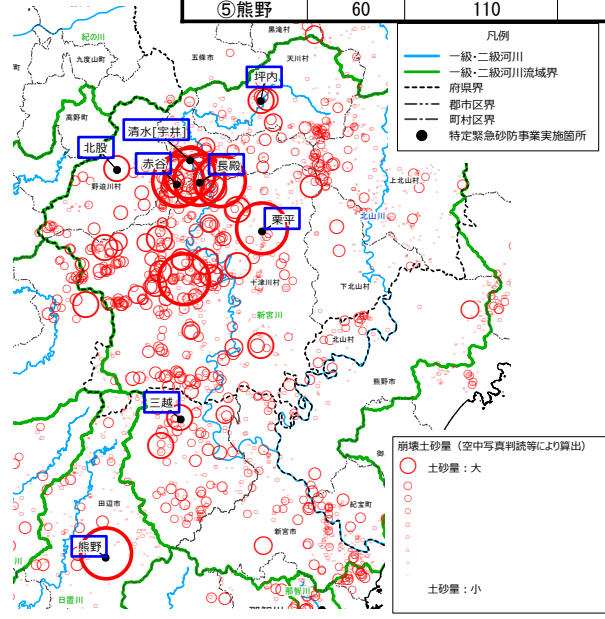 ⑤熊野 60 110
凡例
一級・二級河川
一級・二級河川流域界
府県界
郡市区界
町村区界
特定緊急砂防事業実施箇所
紀の川
九度山町
五條市
黒滝村
天川村
町
高野町
坪内
清水[宇井]
北股
赤谷
長殿
野迫川村
上北山村
北山川
栗平
十津川村
下北山村
新宮川
北山村
熊野市
三越
御
崩壊土砂量(空中写真判読等により算出)
土砂量:大
土砂量:小
田辺市
紀宝町
新宮市
熊野
川
日置川
那智川